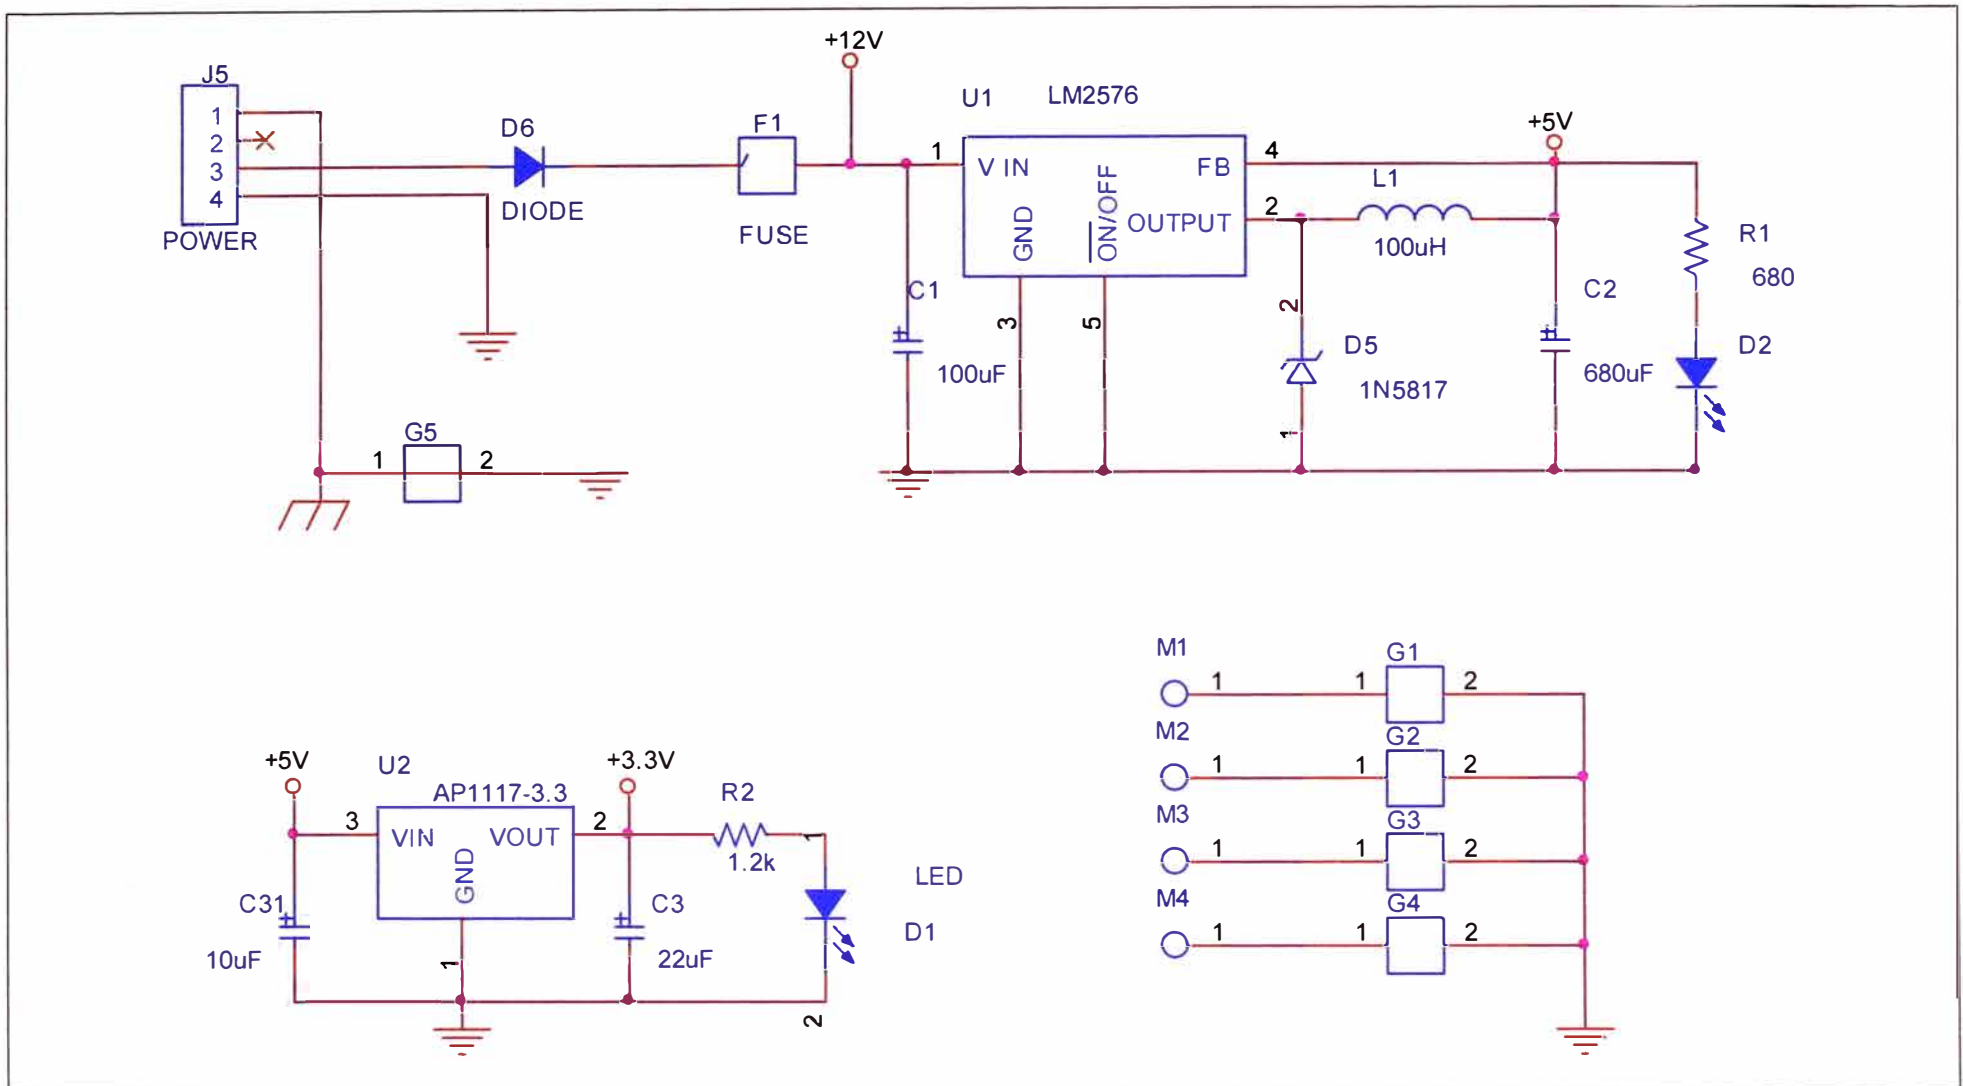 +12V
J5
1
2
3
4
POWER
D6
DIODE
F1
FUSE
U1 LM2576
1
V IN
FB
GND
ON/OFF
OUTPUT
4
2
3
5
C1
100uF
L1
100uH
+5V
R1
680
C2
680uF
2
D5
1N5817
1
D2
G5
1
2
+5V
U2
AP1117-3.3
3
VIN
VOUT
GND
2
1
+3.3V
R2
1.2k
1
C31
10uF
C3
22uF
LED
D1
2
M1
1
1
G1
2
M2
1
1
G2
2
M3
1
1
G3
2
M4
1
1
G4
2